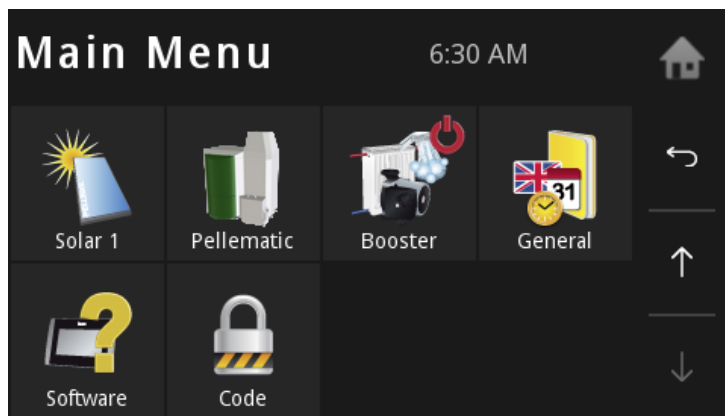 Main Menu
6:30 AM
31
Solar 1
Pellematic
Booster
General
Software
Code